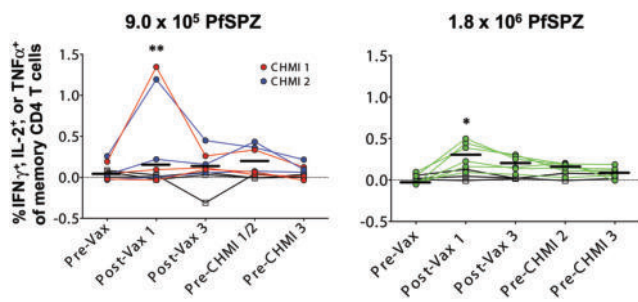 9.0 x 10⁵ PfSPZ
1.8 x 10⁶ PfSPZ
%IFNγ⁺, IL-2⁺, or TNFα⁺
of memory CD4 T cells
1.5
1.0
0.5
0.0
-0.5
**
CHMI 1
CHMI 2
Pre-Vax
Post-Vax 1
Post-Vax 3
Pre-CHMI 1/2
Pre-CHMI 3
1.5
1.0
0.5
0.0
-0.5
*
Pre-Vax
Post-Vax 1
Post-Vax 3
Pre-CHMI 2
Pre-CHMI 3